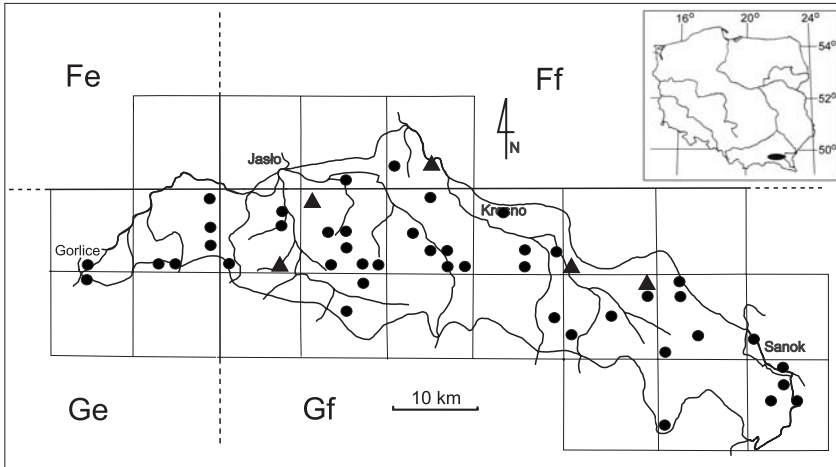 16° 20° 24°
54°
52°
50°
Fe
Ff
N
Jasło
Krosno
Gorlice
Sanok
Ge
Gf
10 km